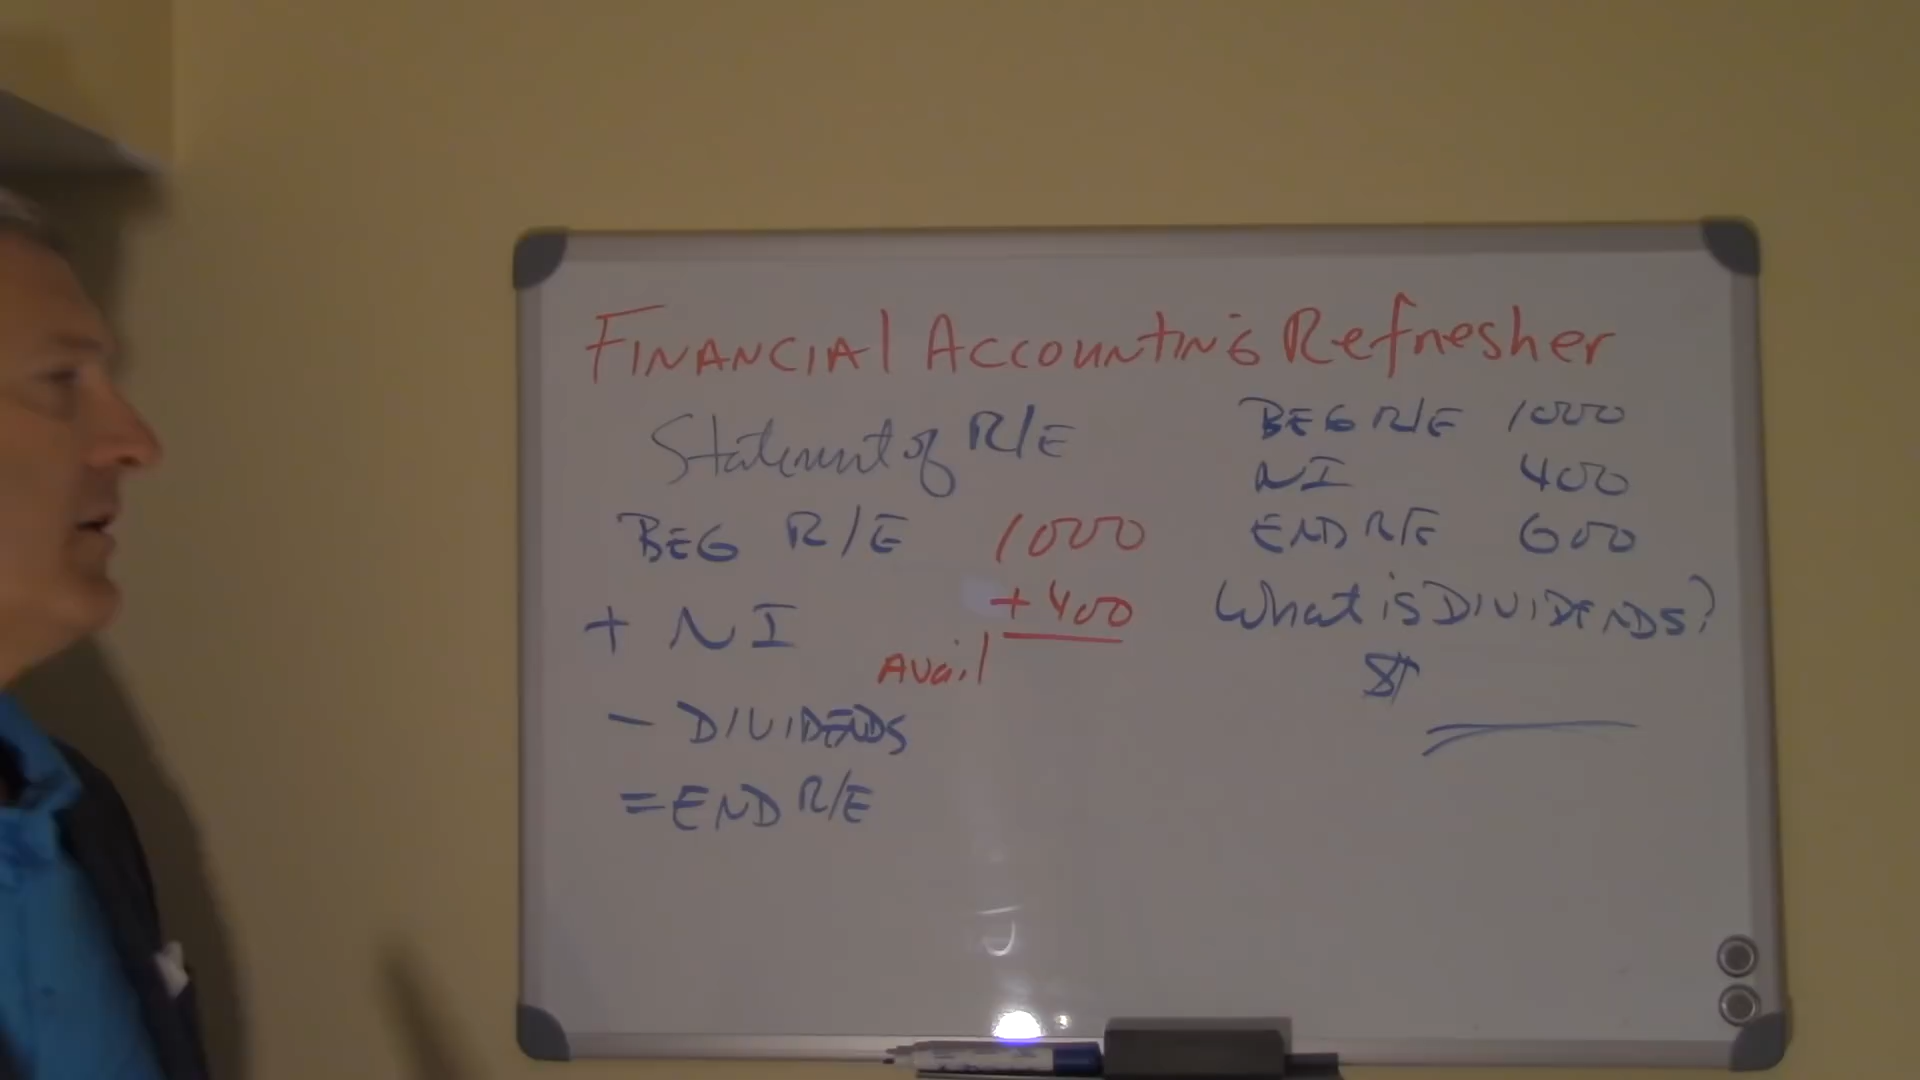 FINANCIAL ACCOUNTING Refresher
Statement of R/E
BEG R/E 1000
+ NI + 400
Avail
- DIVIDENDS
= END R/E
BEG R/E 1000
NI 400
END R/E 600
What is DIVIDENDS?
$